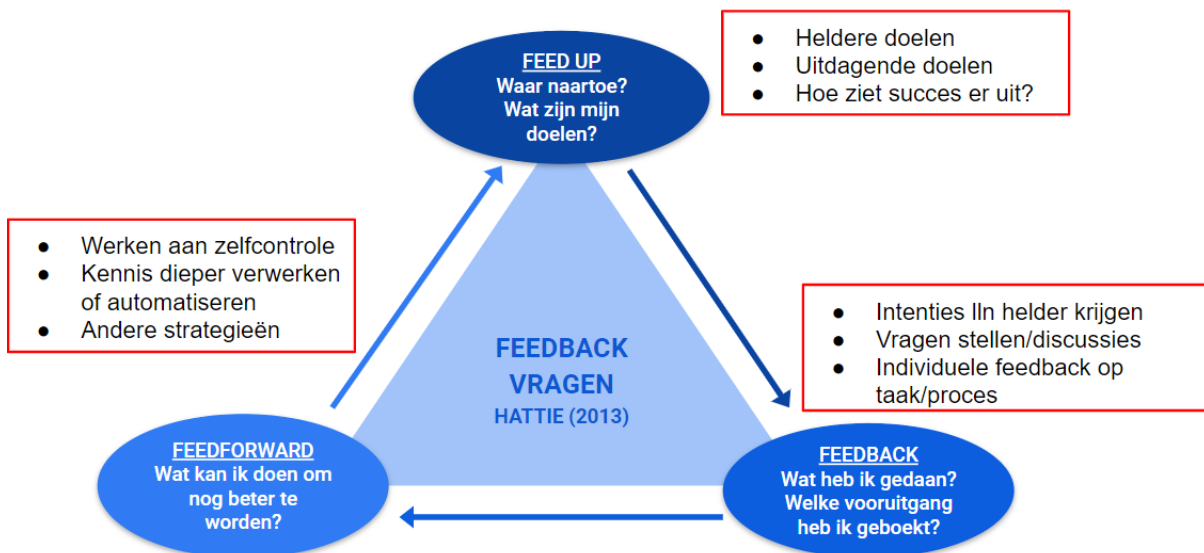 FEED UP
Waar naartoe?
Wat zijn mijn
doelen?
● Heldere doelen
● Uitdagende doelen
● Hoe ziet succes er uit?
● Werken aan zelfcontrole
● Kennis dieper verwerken
of automatiseren
● Andere strategieën
● Intenties lln helder krijgen
● Vragen stellen/discussies
● Individuele feedback op
taak/proces
FEEDBACK
VRAGEN
HATTIE (2013)
FEEDFORWARD
Wat kan ik doen om
nog beter te
worden?
FEEDBACK
Wat heb ik gedaan?
Welke vooruitgang
heb ik geboekt?